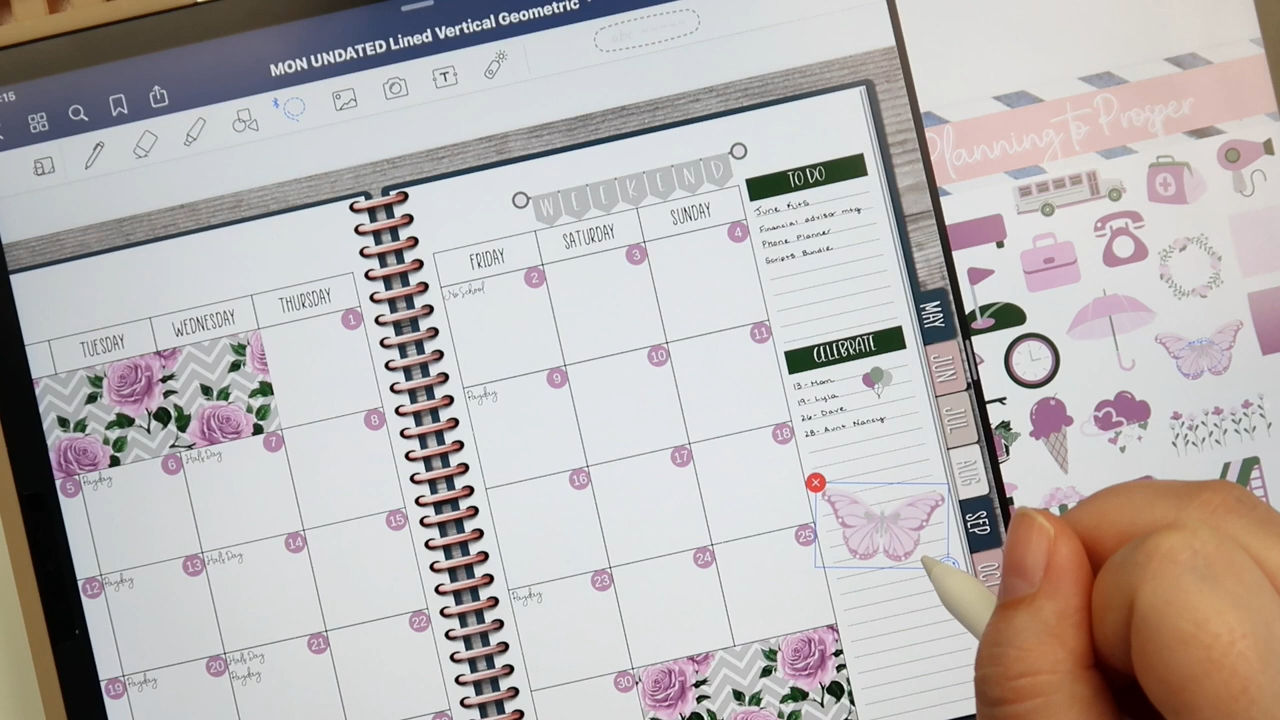 :15
MON UNDATED Lined Vertical Geometric
T
Planning to Prosper
WEEKEND
TUESDAY
WEDNESDAY
THURSDAY
FRIDAY
SATURDAY
SUNDAY
1
2
No School
3
4
5
Payday
6
Half Day
7
8
Payday
9
10
11
12
Payday
13
Half Day
14
15
16
17
18
19
Payday
20
Half Day
Payday
21
22
Payday
23
24
25
30
TO DO
June Kits
Financial advisor mtg
Phone Planner
Scripts Bundle
CELEBRATE
13 - Mom
19 - Lyla
26 - Dave
28 - Aunt Nancy
MAY
JUN
JUL
AUG
SEP
OCT